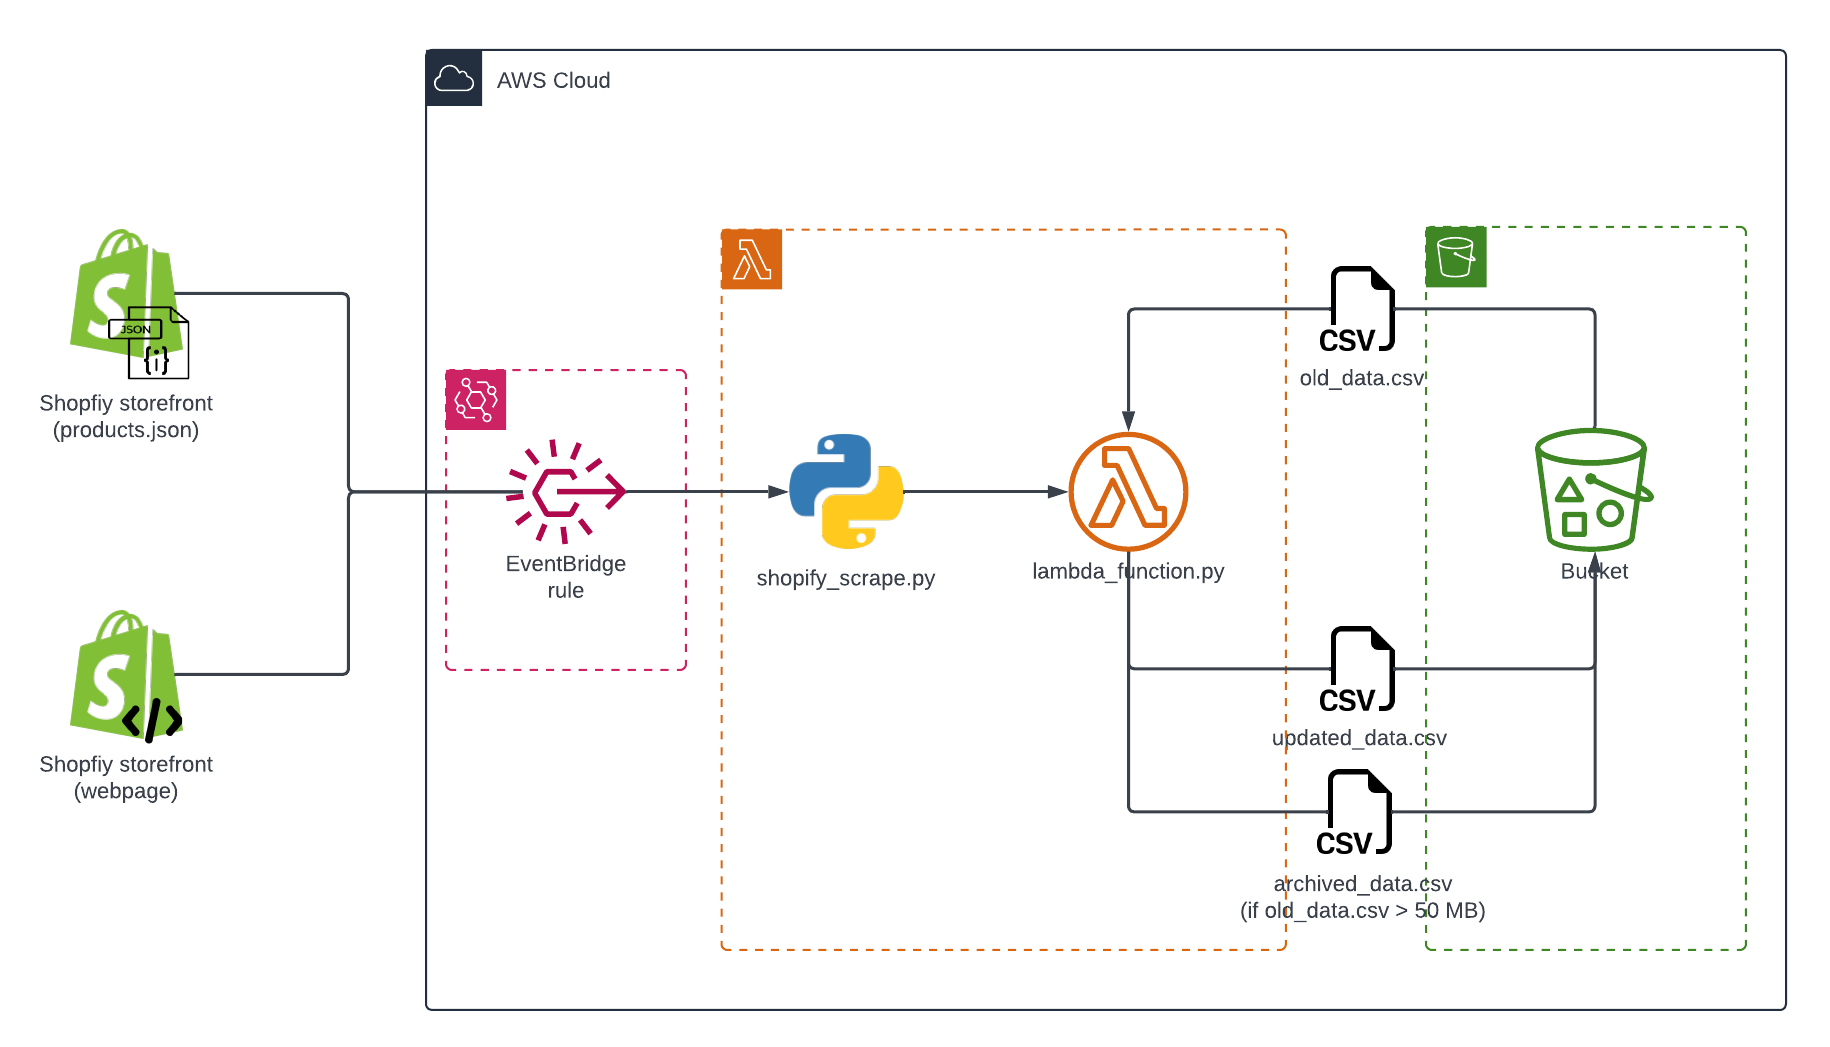 AWS Cloud
JSON
{i}
Shopfiy storefront
(products.json)
CSV
old_data.csv
EventBridge
rule
shopify_scrape.py
lambda_function.py
Bucket
</>
Shopfiy storefront
(webpage)
CSV
updated_data.csv
CSV
archived_data.csv
(if old_data.csv > 50 MB)